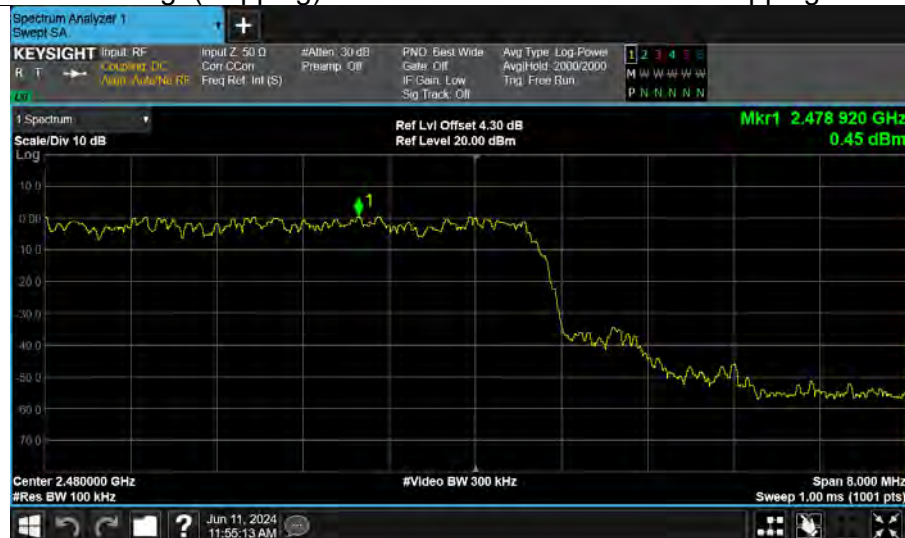 Spectrum Analyzer 1
Swept SA
+
KEYSIGHT Input: RF Input Z: 50 Ω #Atten: 30 dB PNO: Best Wide Avg Type: Log-Power 1 2 3 4 5 6
R T Coupling: DC Corr CCorr Preamp: Off Gate: Off Avg|Hold: 2000/2000 M W W W W W
Align: Auto/No RF Freq Ref: Int (S) IF Gain: Low Trig: Free Run
Sig Track: Off P N N N N N
1 Spectrum Ref Lvl Offset 4.30 dB Mkr1 2.478 920 GHz
Scale/Div 10 dB Ref Level 20.00 dBm 0.45 dBm
Log
10.0
1
0.00
-10.0
-20.0
-30.0
-40.0
-50.0
-60.0
-70.0
Center 2.480000 GHz #Video BW 300 kHz Span 8.000 MHz
#Res BW 100 kHz Sweep 1.00 ms (1001 pts)
? Jun 11, 2024
11:55:13 AM